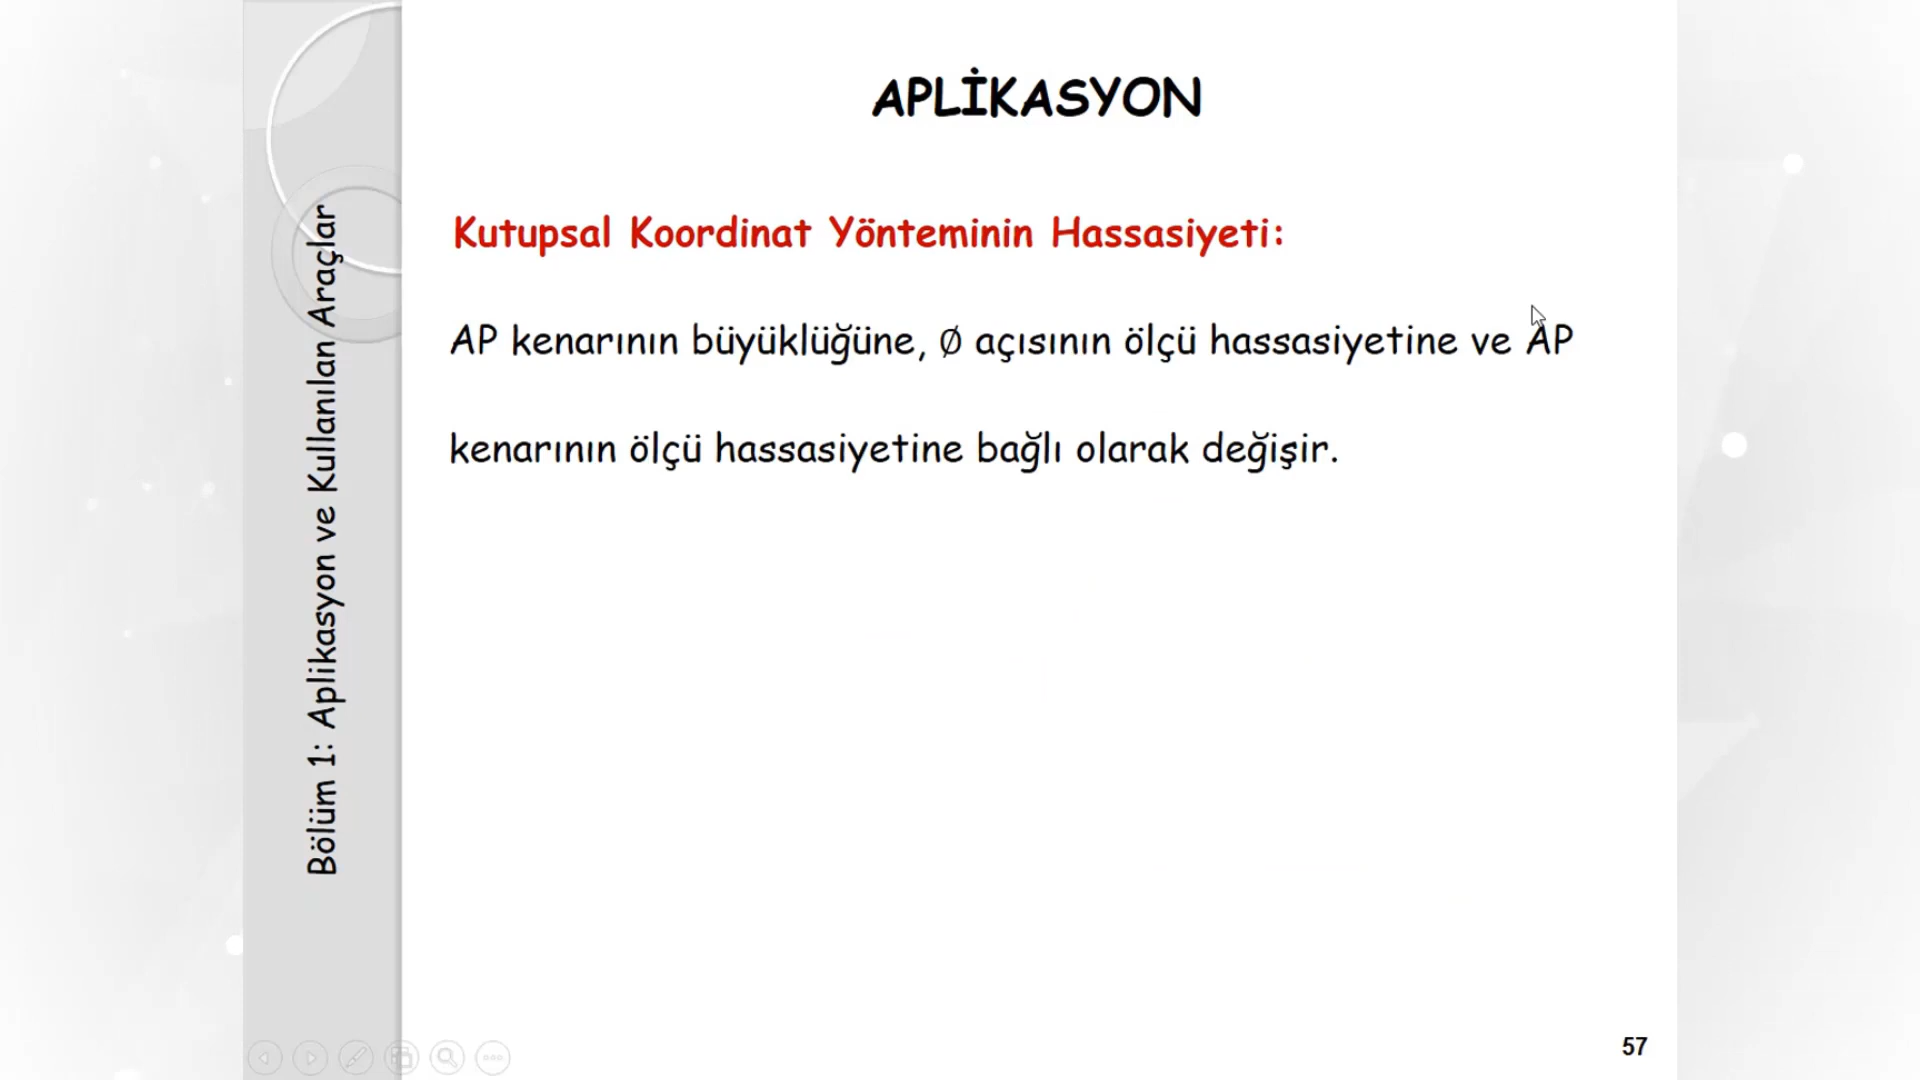 APLİKASYON
Kutupsal Koordinat Yönteminin Hassasiyeti:
AP kenarının büyüklüğüne, Ø açısının ölçü hassasiyetine ve AP
kenarının ölçü hassasiyetine bağlı olarak değişir.
Bölüm 1: Aplikasyon ve Kullanılan Araçlar
57